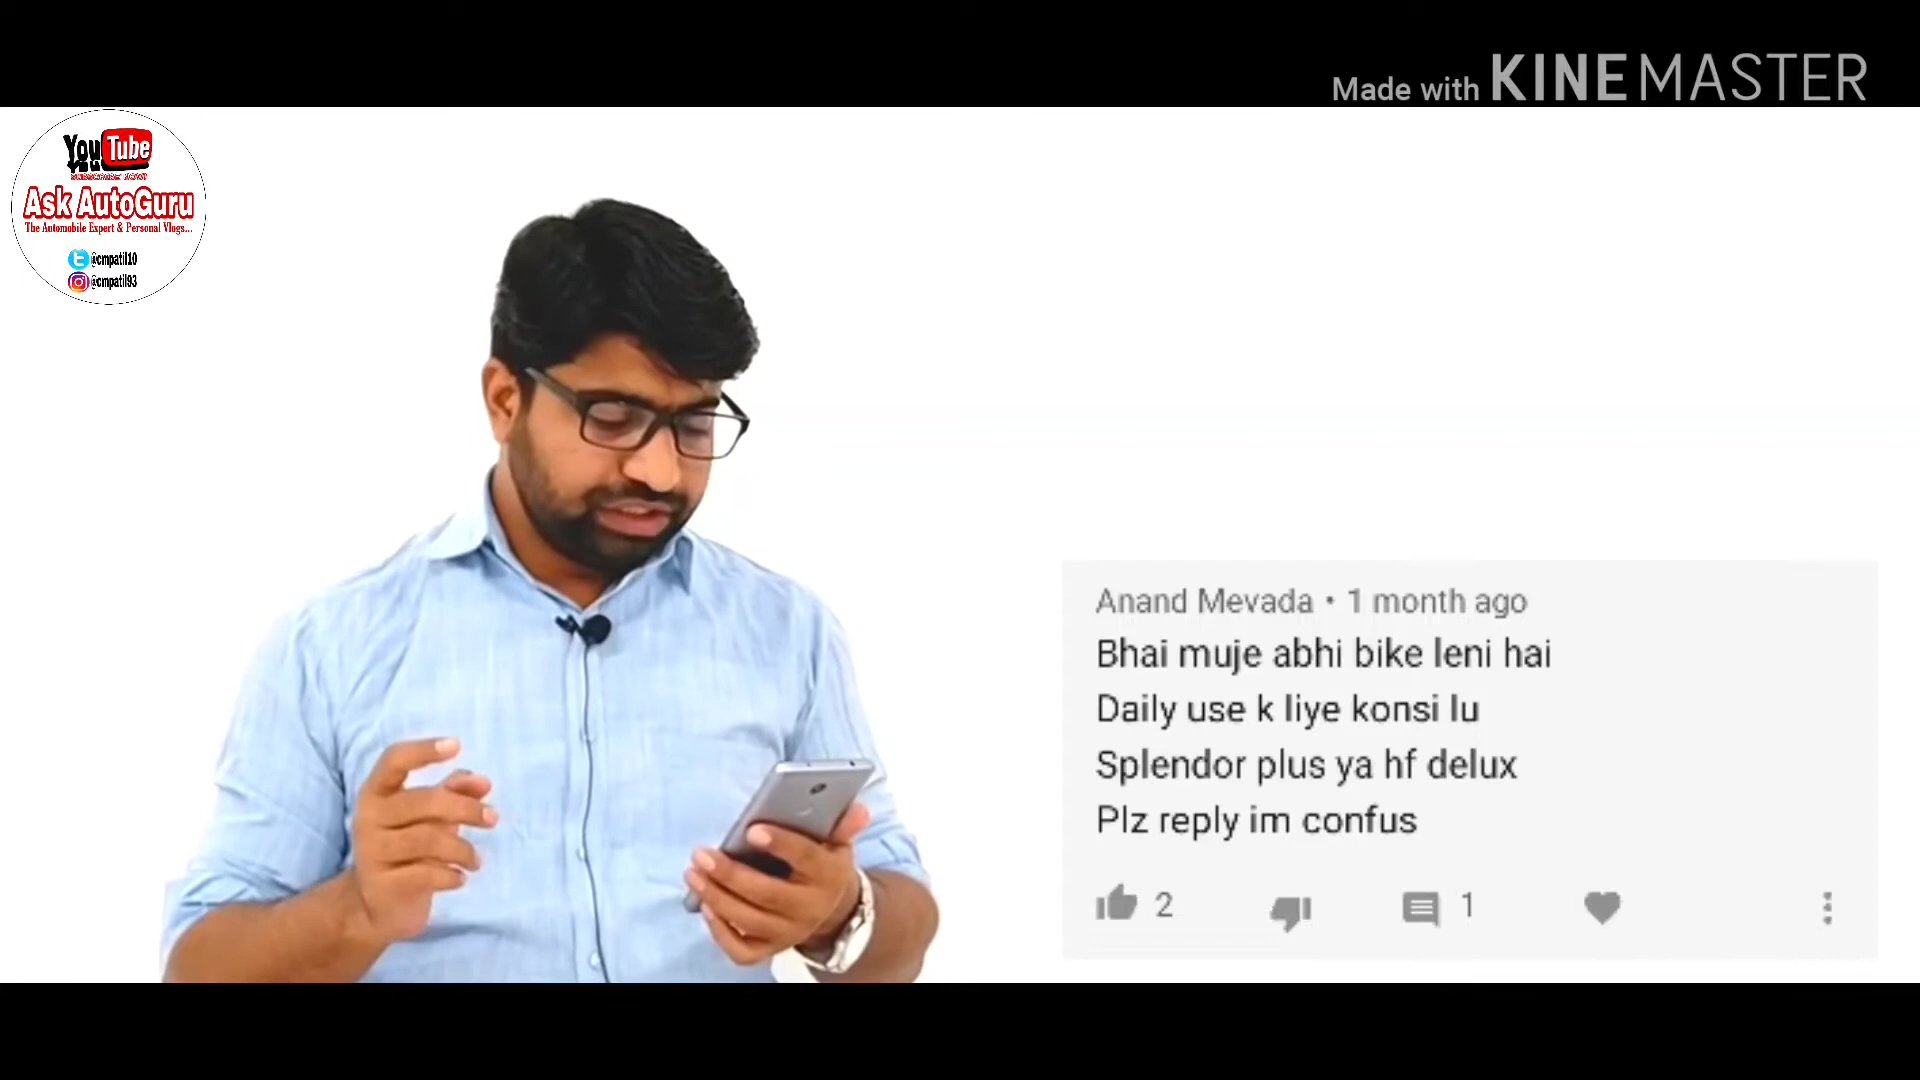 Made with KINEMASTER
You Tube
SUBSCRIBE NOW
Ask AutoGuru
The Automobile Expert & Personal Vlogs...
@cmpatil10
@cmpatil93
Anand Mevada • 1 month ago
Bhai muje abhi bike leni hai
Daily use k liye konsi lu
Splendor plus ya hf delux
Plz reply im confus
2
1